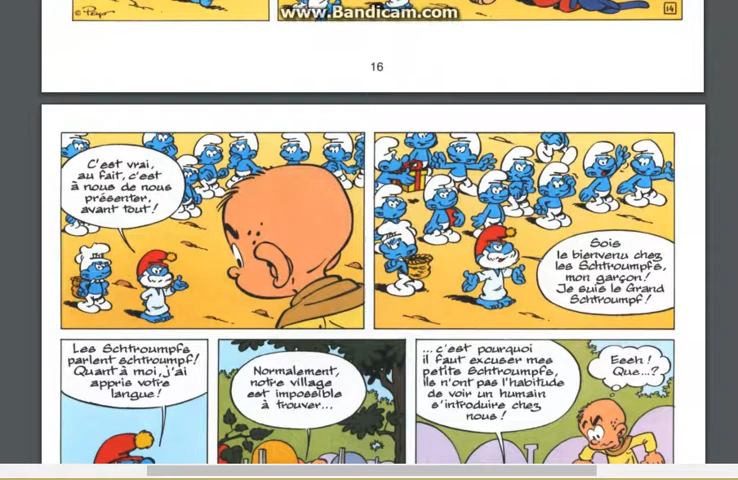 www.Bandicam.com
© Peyo
14
16
C'est vrai,
au fait, c'est
à nous de nous
présenter,
avant tout!
Sois
le bienvenu chez
les Schtroumpfs,
mon garçon!
Je suis le Grand
Schtroumpf!
Les Schtroumpfs
parlent schtroumpf!
Quant à moi, j'ai
appris votre
langue!
Normalement,
notre village
est impossible
à trouver...
...c'est pourquoi
il faut excuser mes
petits Schtroumpfs,
ils n'ont pas l'habitude
de voir un humain
s'introduire chez
nous!
Eeeh!
Que...?